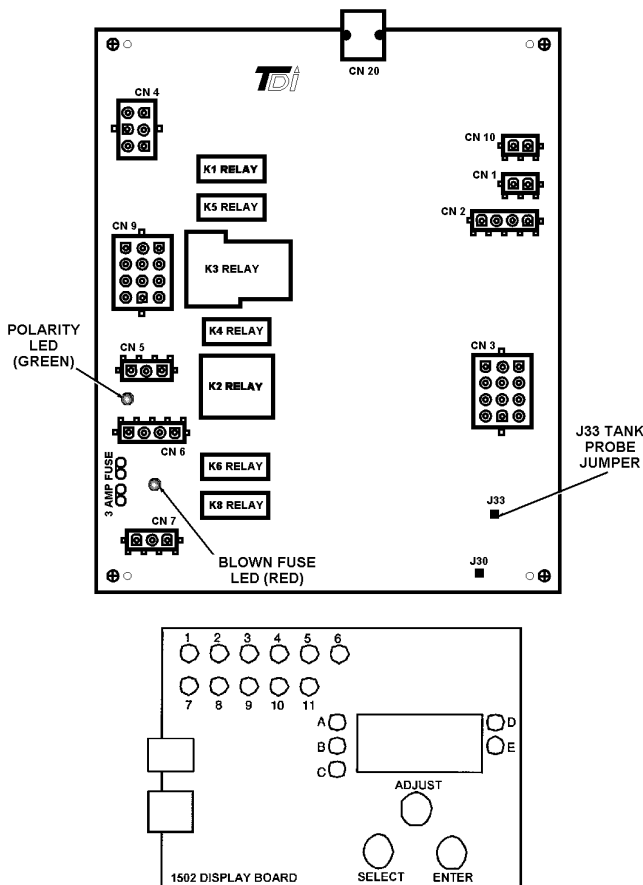 CN 20
TDi
CN 4
CN 10
K1 RELAY
CN 1
K5 RELAY
CN 2
CN 9
K3 RELAY
POLARITY
LED
(GREEN)
K4 RELAY
CN 5
CN 3
K2 RELAY
J33 TANK
PROBE
JUMPER
CN 6
3 AMP FUSE
K6 RELAY
K8 RELAY
J33
CN 7
BLOWN FUSE
LED (RED)
J30
1 2 3 4 5 6
7 8 9 10 11
A D
B E
C
ADJUST
1502 DISPLAY BOARD SELECT ENTER